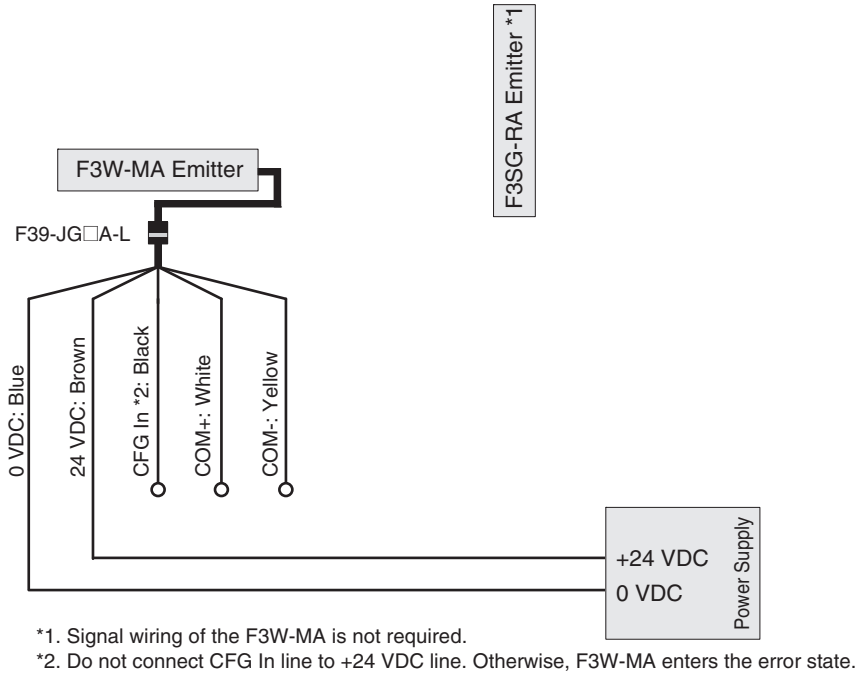 F3SG-RA Emitter *1
F3W-MA Emitter
F39-JG□A-L
0 VDC: Blue
24 VDC: Brown
CFG In *2: Black
COM+: White
COM-: Yellow
+24 VDC
0 VDC
Power Supply
*1. Signal wiring of the F3W-MA is not required.
*2. Do not connect CFG In line to +24 VDC line. Otherwise, F3W-MA enters the error state.